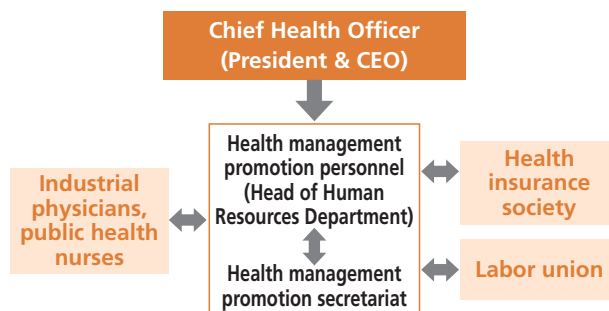 Chief Health Officer
(President & CEO)
Health management
promotion personnel
(Head of Human
Resources Department)
Health management
promotion secretariat
Industrial
physicians,
public health
nurses
Health
insurance
society
Labor union